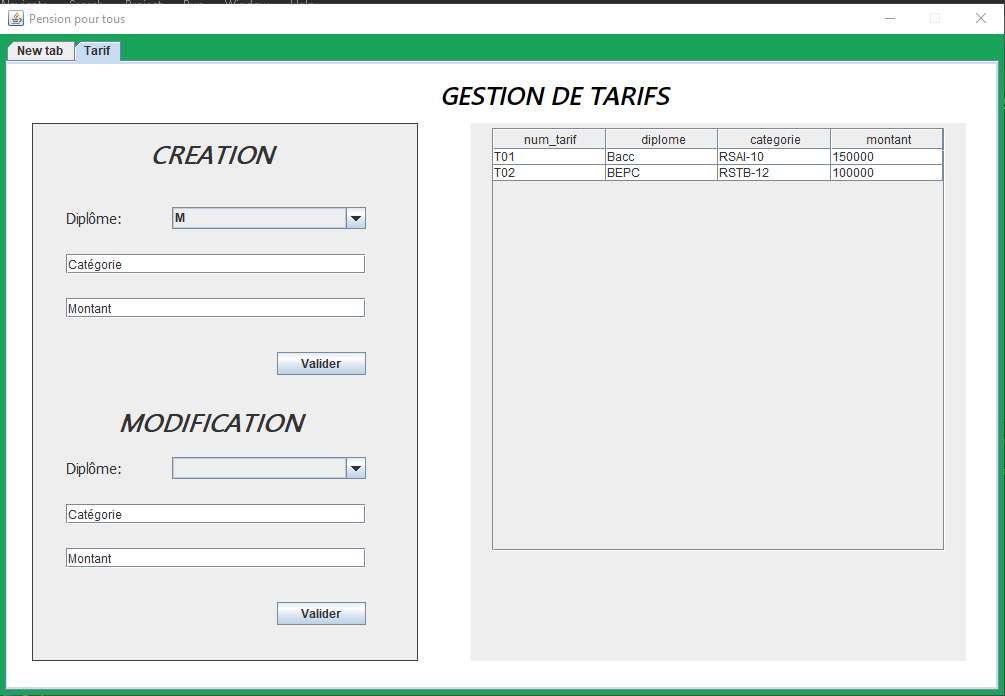 Pension pour tous
New tab
Tarif
GESTION DE TARIFS
CREATION
Diplôme:
M
Catégorie
Montant
Valider
MODIFICATION
Diplôme:
Catégorie
Montant
Valider
num_tarif diplome categorie montant
T01 Bacc RSAI-10 150000
T02 BEPC RSTB-12 100000